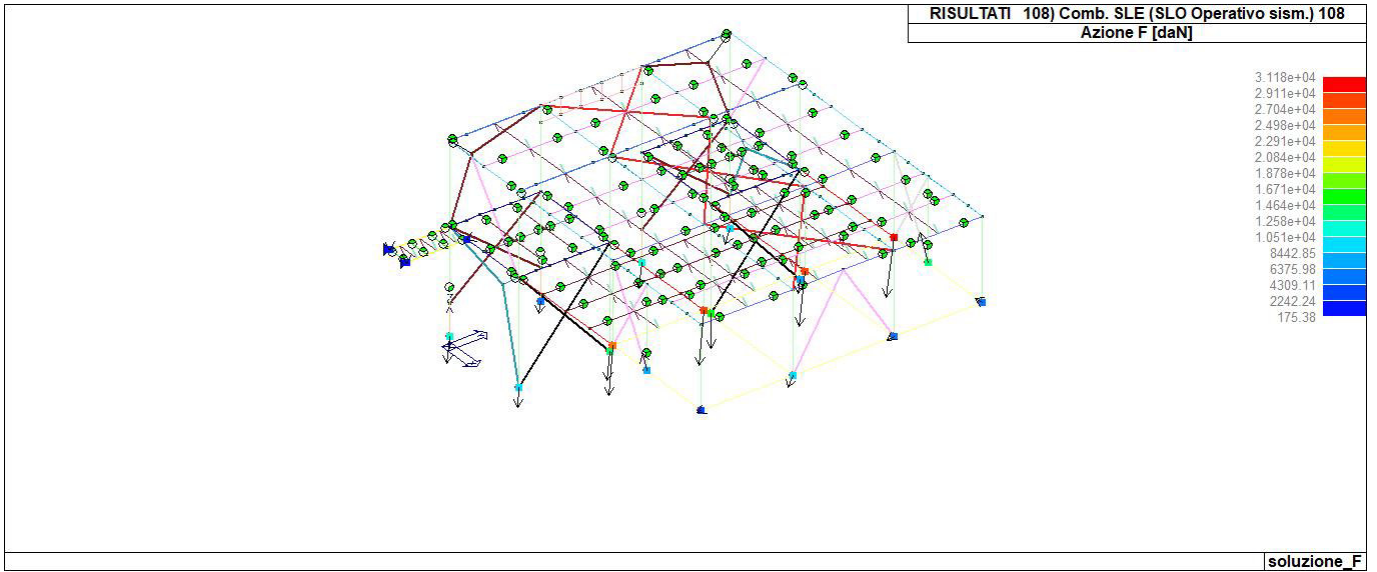 RISULTATI 108) Comb. SLE (SLO Operativo sism.) 108
Azione F [daN]
3.118e+04
2.911e+04
2.704e+04
2.498e+04
2.291e+04
2.084e+04
1.878e+04
1.671e+04
1.464e+04
1.258e+04
1.051e+04
8442.85
6375.98
4309.11
2242.24
175.38
soluzione_F